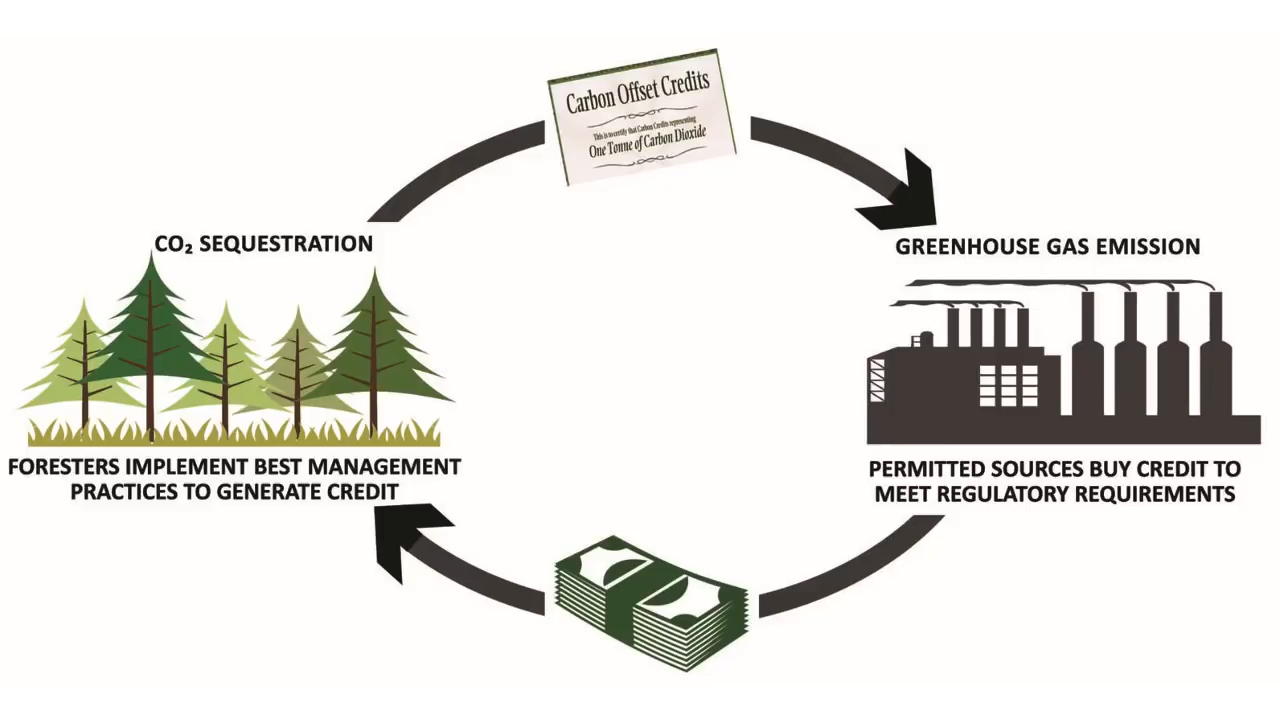 Carbon Offset Credits
This is to certify that Carbon Credits representing
One Tonne of Carbon Dioxide
CO₂ SEQUESTRATION
GREENHOUSE GAS EMISSION
FORESTERS IMPLEMENT BEST MANAGEMENT
PRACTICES TO GENERATE CREDIT
PERMITTED SOURCES BUY CREDIT TO
MEET REGULATORY REQUIREMENTS